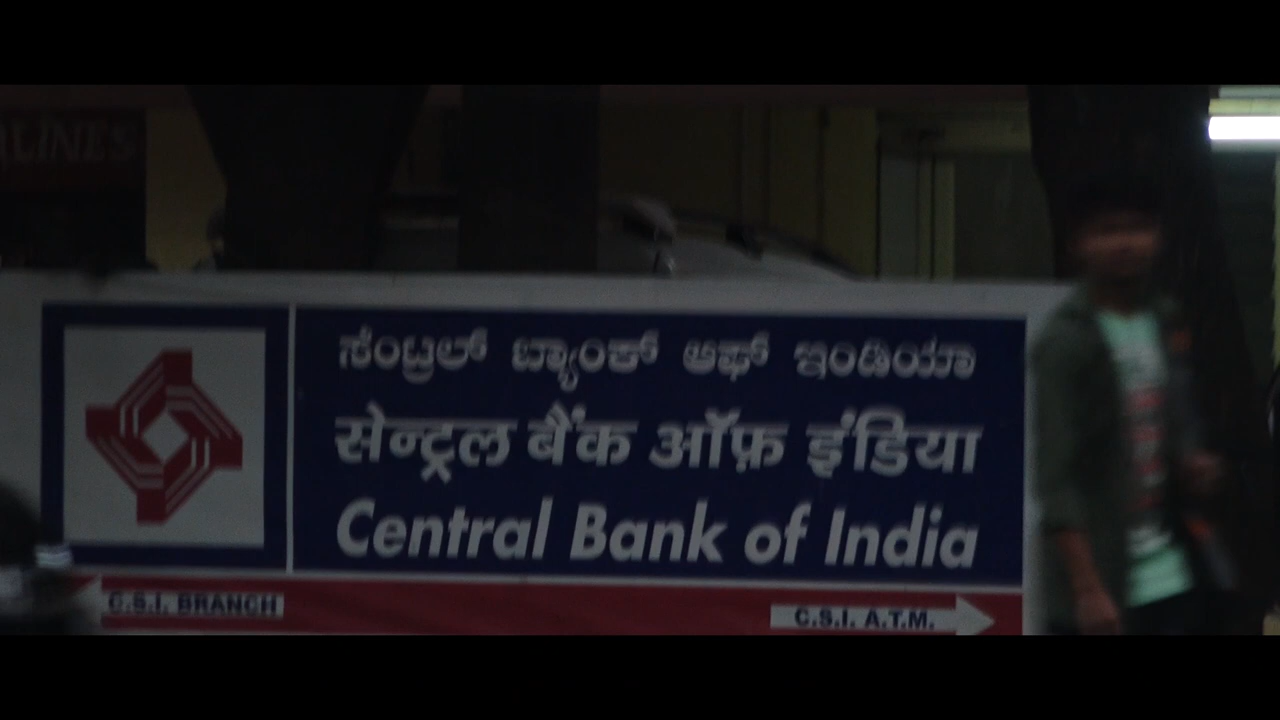 ಸೆಂಟ್ರಲ್ ಬ್ಯಾಂಕ್ ಆಫ್ ಇಂಡಿಯಾ
सेन्ट्रल बैंक ऑफ़ इंडिया
Central Bank of India
C.S.I. BRANCH
C.S.I. A.T.M.